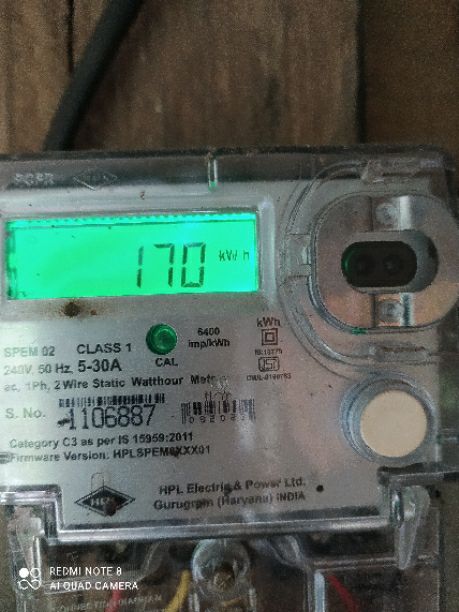 170 kWh
SPEM 02 CLASS 1
6400
imp/kWh
kWh
CAL
240V, 50 Hz, 5-30A
ac, 1Ph, 2 Wire Static Watthour Meter
S. No. 1106887
Category C3 as per IS 15959:2011
Firmware Version:
HPL
HPL Electric & Power Ltd.
Gurugram (Haryana) INDIA
REDMI NOTE 8
AI QUAD CAMERA